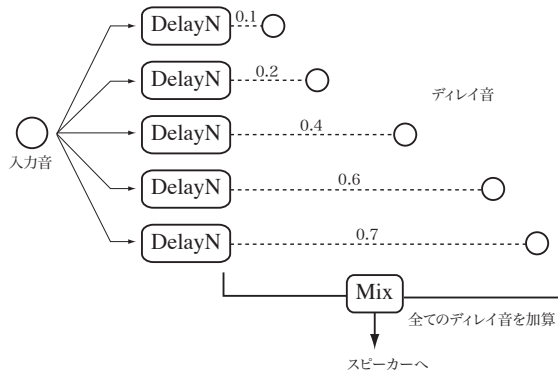 DelayN
0.1
DelayN
0.2
ディレイ音
DelayN
0.4
入力音
DelayN
0.6
DelayN
0.7
Mix
全てのディレイ音を加算
スピーカーへ